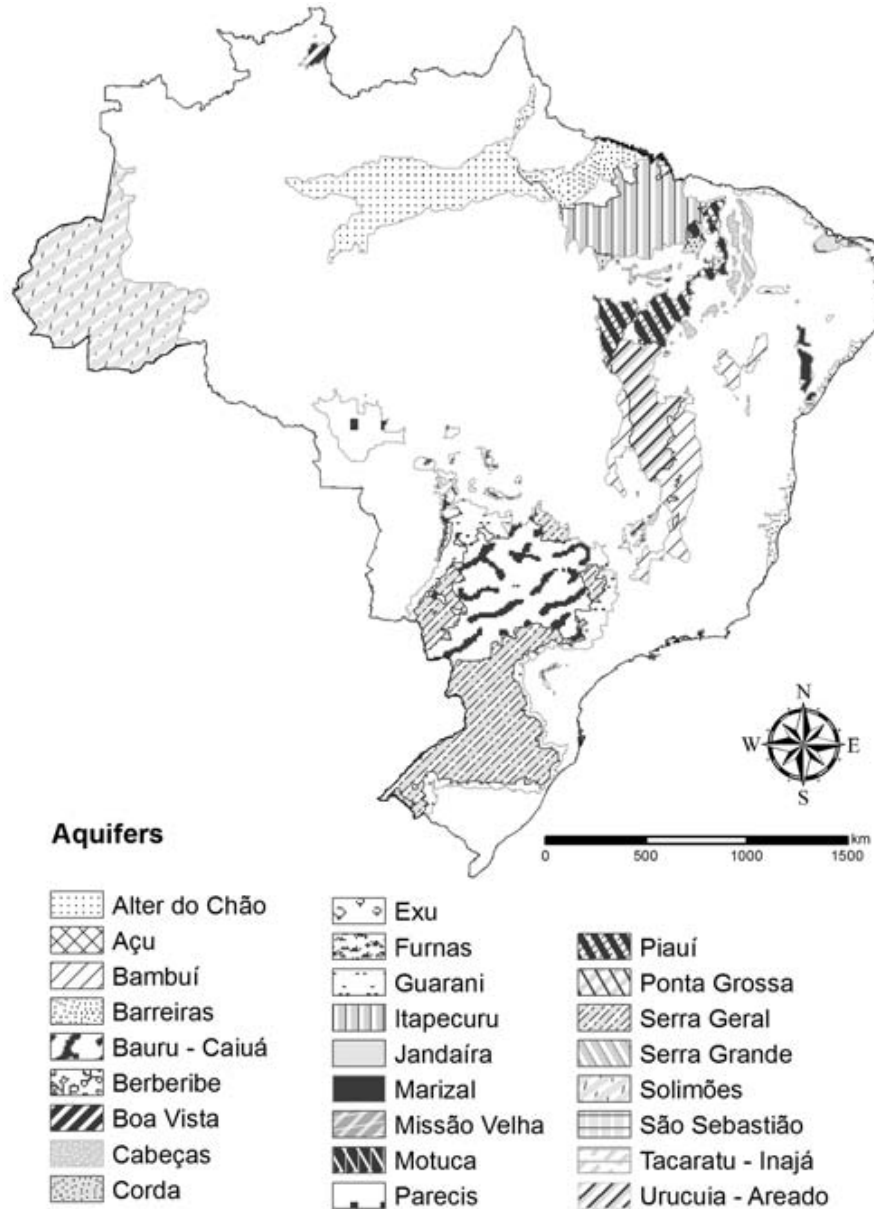 N
W E
S
km
0 500 1000 1500
Aquifers
Alter do Chão
Açu
Bambuí
Barreiras
Bauru - Caiuá
Berberibe
Boa Vista
Cabeças
Corda
Exu
Furnas
Guarani
Itapecuru
Jandaíra
Marizal
Missão Velha
Motuca
Parecis
Piauí
Ponta Grossa
Serra Geral
Serra Grande
Solimões
São Sebastião
Tacaratu - Inajá
Urucuia - Areado